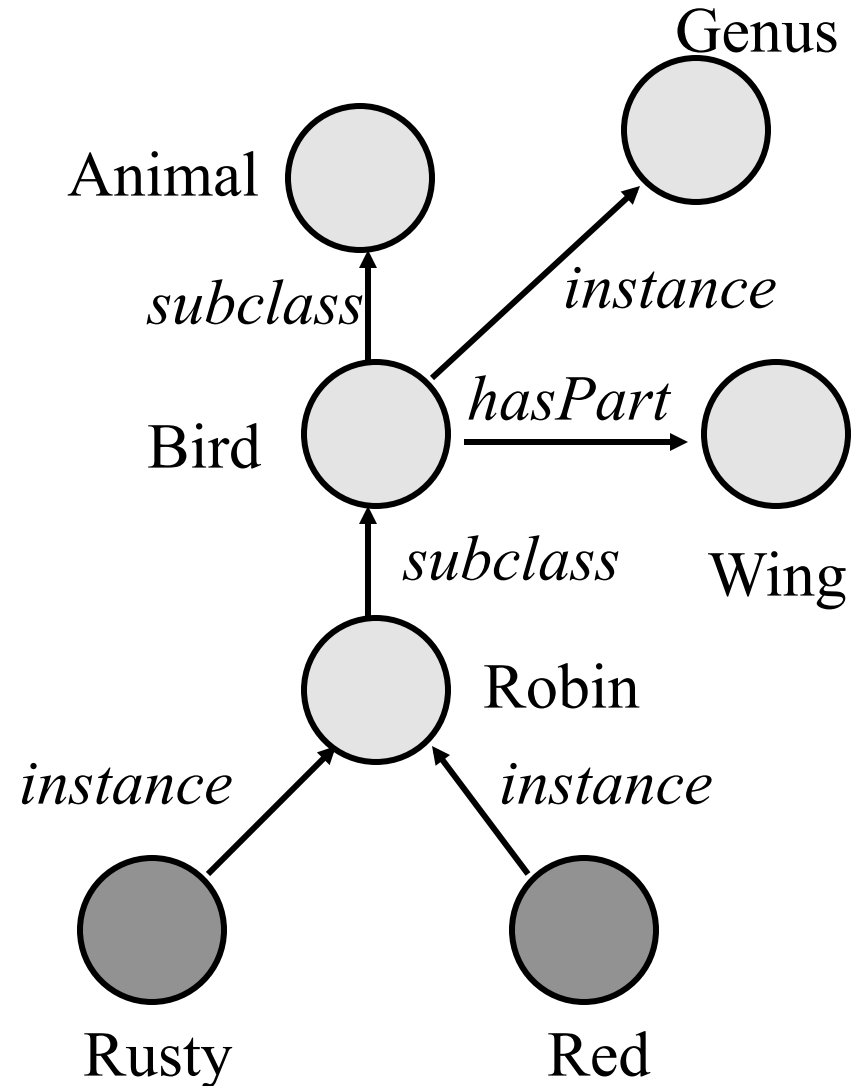 Genus
Animal
subclass
instance
hasPart
Bird
subclass
Wing
Robin
instance
instance
Rusty
Red